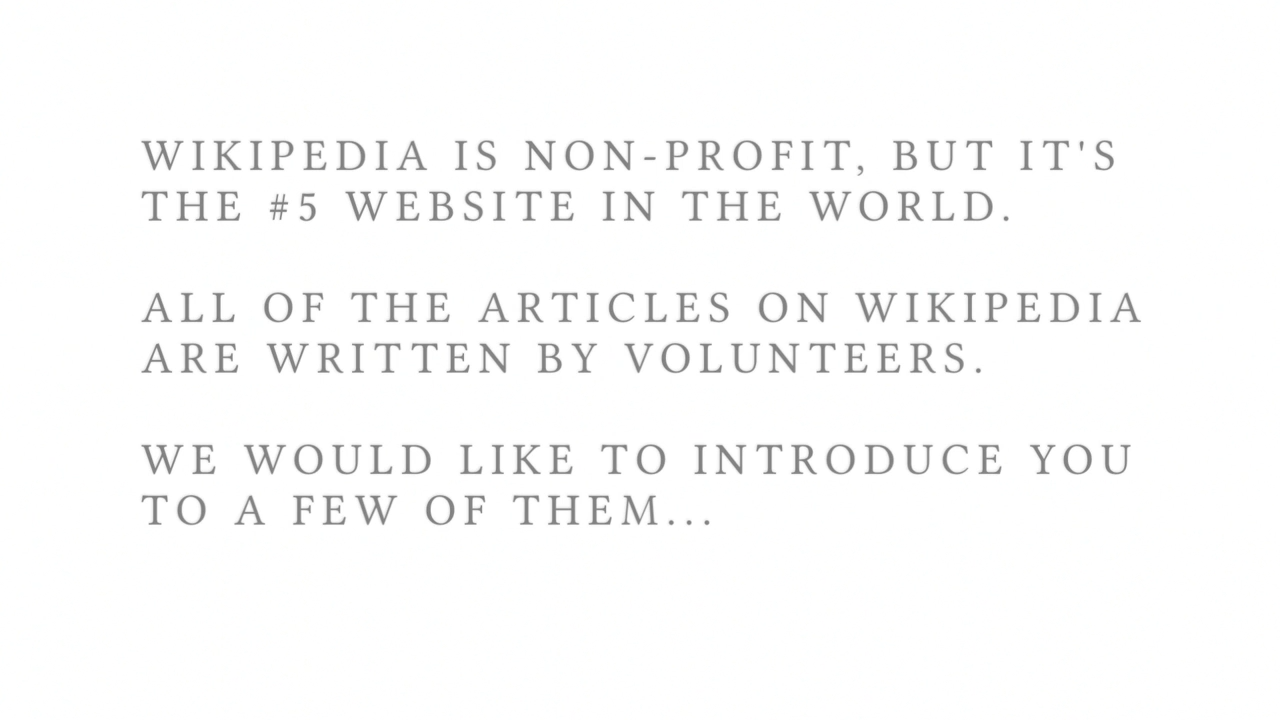 WIKIPEDIA IS NON-PROFIT, BUT IT'S
THE #5 WEBSITE IN THE WORLD.
ALL OF THE ARTICLES ON WIKIPEDIA
ARE WRITTEN BY VOLUNTEERS.
WE WOULD LIKE TO INTRODUCE YOU
TO A FEW OF THEM...